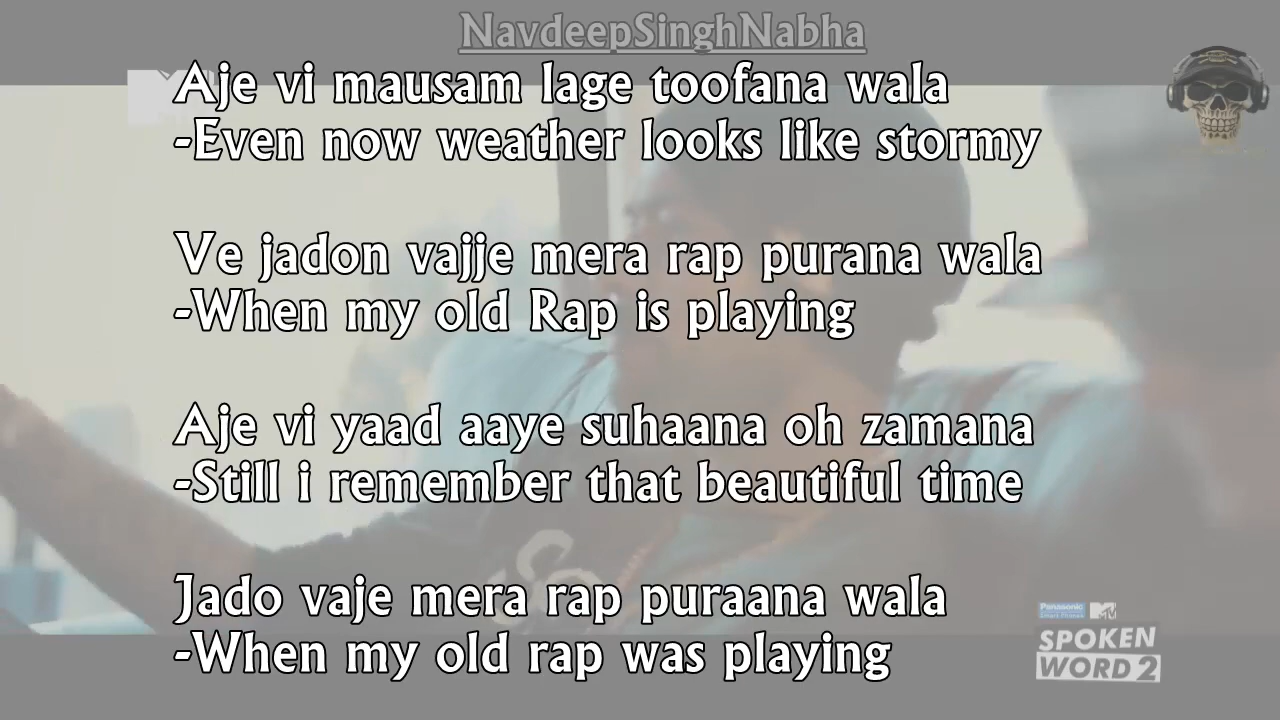 NavdeepSinghNabha
Aje vi mausam lage toofana wala
-Even now weather looks like stormy
Ve jadon vajje mera rap purana wala
-When my old Rap is playing
Aje vi yaad aaye suhaana oh zamana
-Still i remember that beautiful time
Jado vaje mera rap puraana wala
-When my old rap was playing
Panasonic
SPOKEN
WORD 2